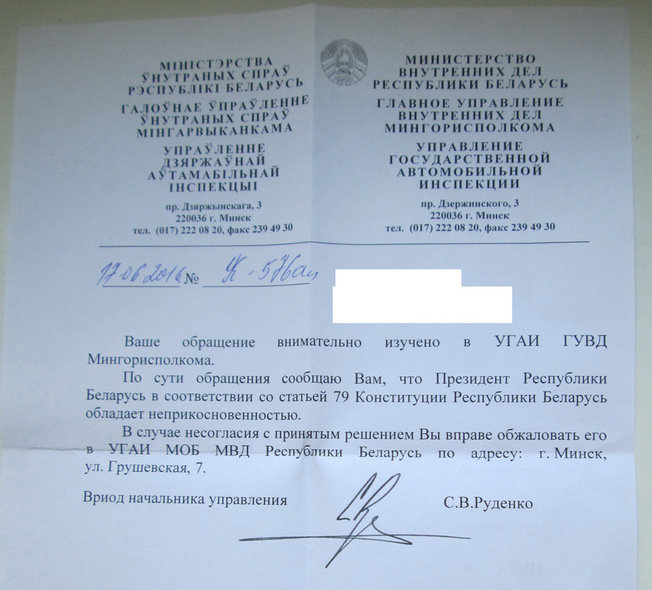 МІНІСТЭРСТВА
ЎНУТРАНЫХ СПРАЎ
РЭСПУБЛІКІ БЕЛАРУСЬ
ГАЛОЎНАЕ ЎПРАЎЛЕННЕ
ЎНУТРАНЫХ СПРАЎ
МІНГАРВЫКАНКАМА
УПРАЎЛЕННЕ
ДЗЯРЖАЎНАЙ
АЎТАМАБІЛЬНАЙ
ІНСПЕКЦЫІ
пр. Дзяржынскага, 3
220036 г. Минск
тел. (017) 222 08 20, факс 239 49 30
МИНИСТЕРСТВО
ВНУТРЕННИХ ДЕЛ
РЕСПУБЛИКИ БЕЛАРУСЬ
ГЛАВНОЕ УПРАВЛЕНИЕ
ВНУТРЕННИХ ДЕЛ
МИНГОРИСПОЛКОМА
УПРАВЛЕНИЕ
ГОСУДАРСТВЕННОЙ
АВТОМОБИЛЬНОЙ
ИНСПЕКЦИИ
пр. Дзержинского, 3
220036 г. Минск
тел. (017) 222 08 20, факс 239 49 30
17.06.2016 №
Ваше обращение внимательно изучено в УГАИ ГУВД
Мингорисполкома.
По сути обращения сообщаю Вам, что Президент Республики
Беларусь в соответствии со статьей 79 Конституции Республики Беларусь
обладает неприкосновенностью.
В случае несогласия с принятым решением Вы вправе обжаловать его
в УГАИ МОБ МВД Республики Беларусь по адресу: г. Минск,
ул. Грушевская, 7.
Вриод начальника управления С.В.Руденко